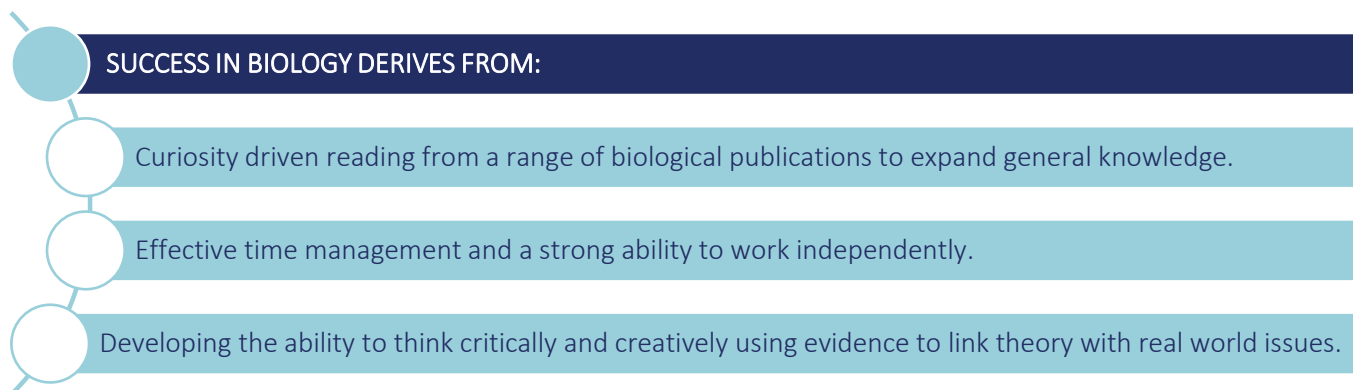 SUCCESS IN BIOLOGY DERIVES FROM:
Curiosity driven reading from a range of biological publications to expand general knowledge.
Effective time management and a strong ability to work independently.
Developing the ability to think critically and creatively using evidence to link theory with real world issues.